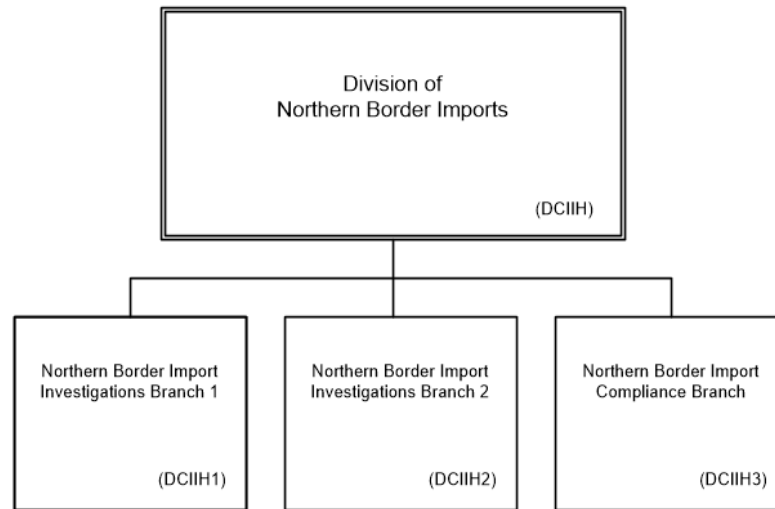 Division of
Northern Border Imports
(DCIIH)
Northern Border Import
Investigations Branch 1
(DCIIH1)
Northern Border Import
Investigations Branch 2
(DCIIH2)
Northern Border Import
Compliance Branch
(DCIIH3)